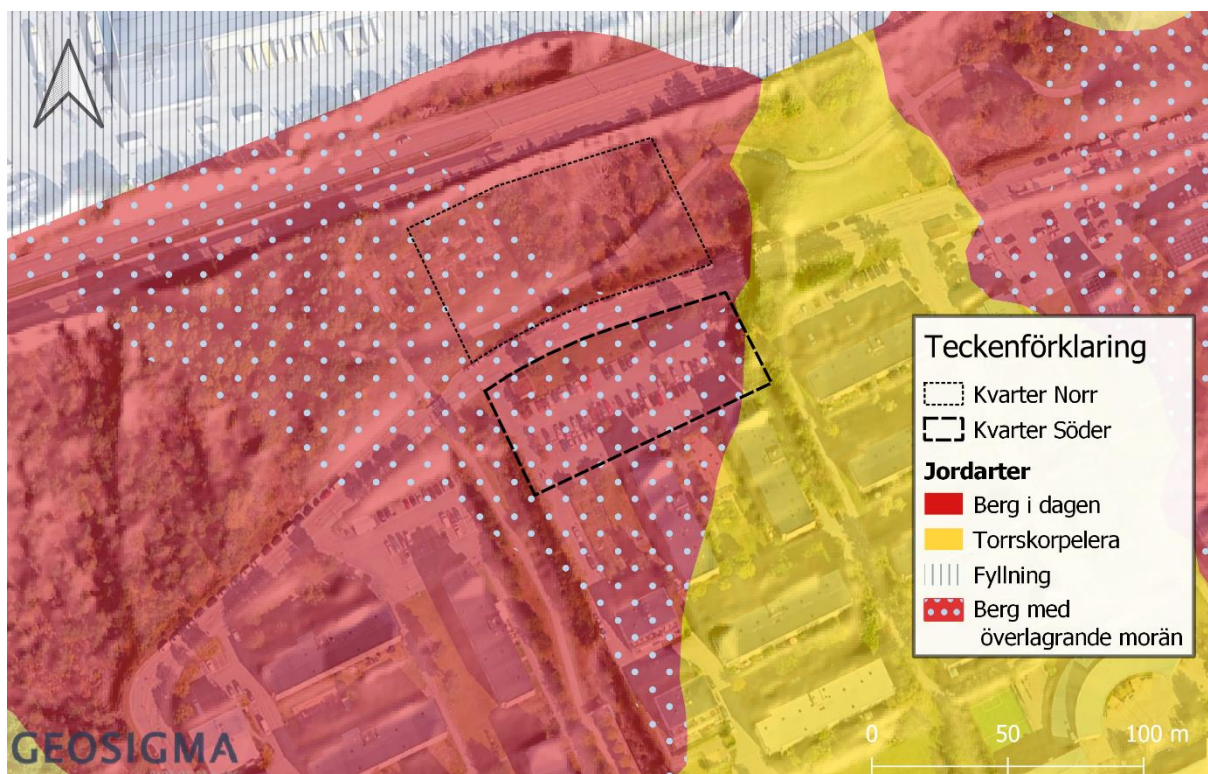 Teckenförklaring
Kvarter Norr
Kvarter Söder
Jordarter
Berg i dagen
Torrskorpelera
Fyllning
Berg med
överlagrande morän
0 50 100 m
GEOSIGMA